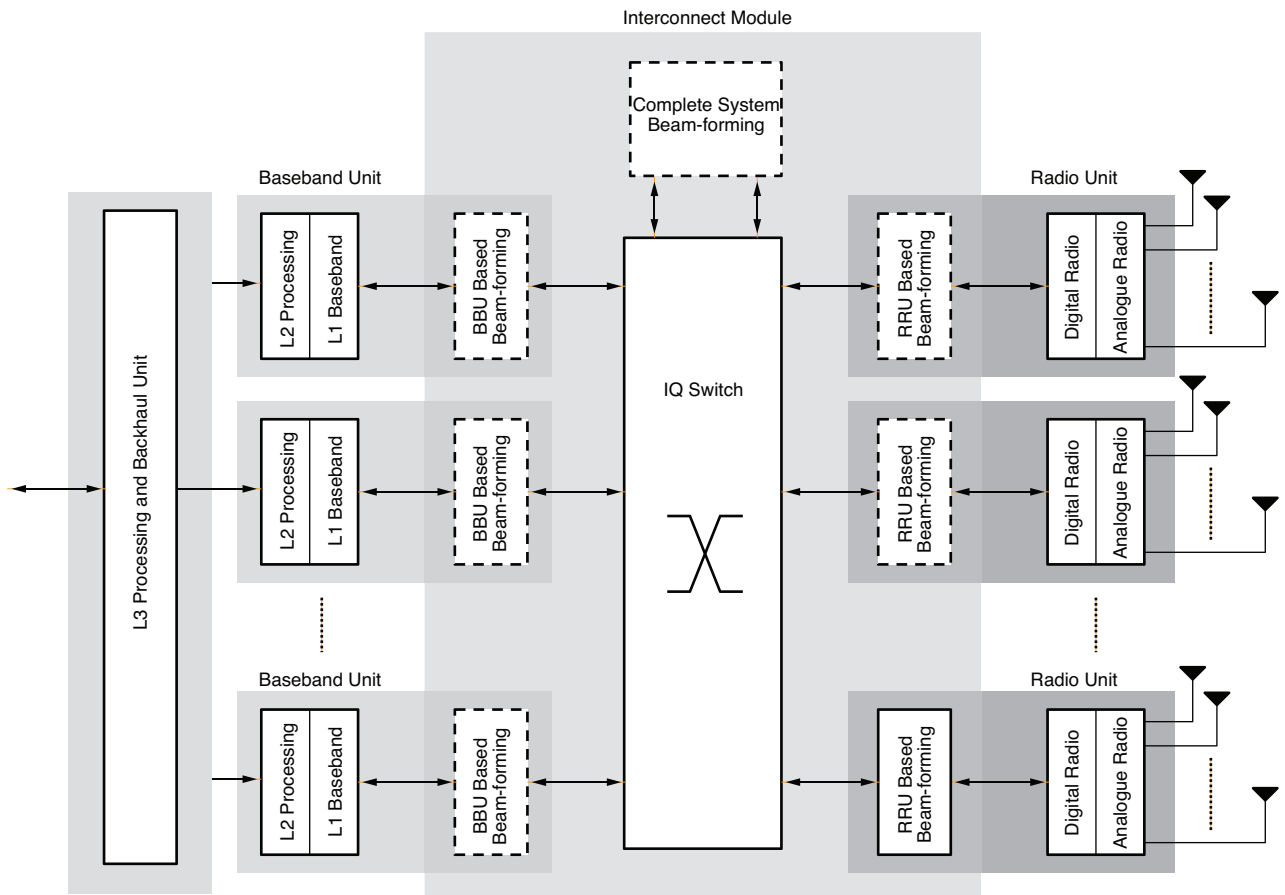 Interconnect Module
Complete System
Beam-forming
Baseband Unit
Radio Unit
L3 Processing and Backhaul Unit
L2 Processing
L1 Baseband
BBU Based
Beam-forming
IQ Switch
RRU Based
Beam-forming
Digital Radio
Analogue Radio
L2 Processing
L1 Baseband
BBU Based
Beam-forming
RRU Based
Beam-forming
Digital Radio
Analogue Radio
Baseband Unit
Radio Unit
L2 Processing
L1 Baseband
BBU Based
Beam-forming
RRU Based
Beam-forming
Digital Radio
Analogue Radio